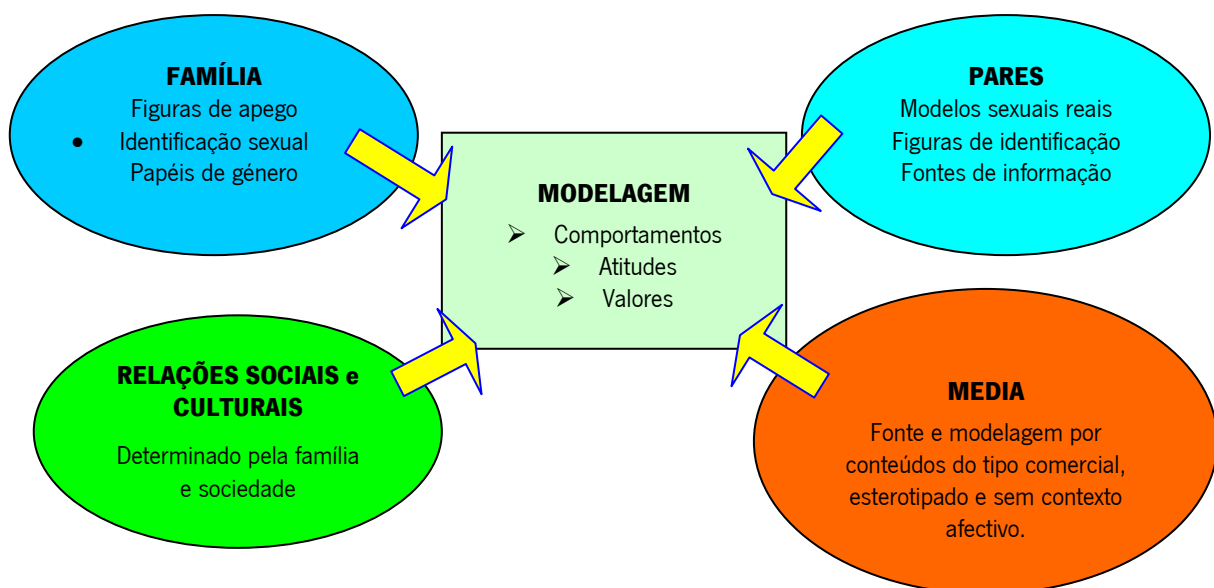 FAMÍLIA
Figuras de apego
• Identificação sexual
Papéis de género
PARES
Modelos sexuais reais
Figuras de identificação
Fontes de informação
MODELAGEM
➢ Comportamentos
➢ Atitudes
➢ Valores
RELAÇÕES SOCIAIS e
CULTURAIS
Determinado pela família
e sociedade
MEDIA
Fonte e modelagem por
conteúdos do tipo comercial,
esterotipado e sem contexto
afectivo.